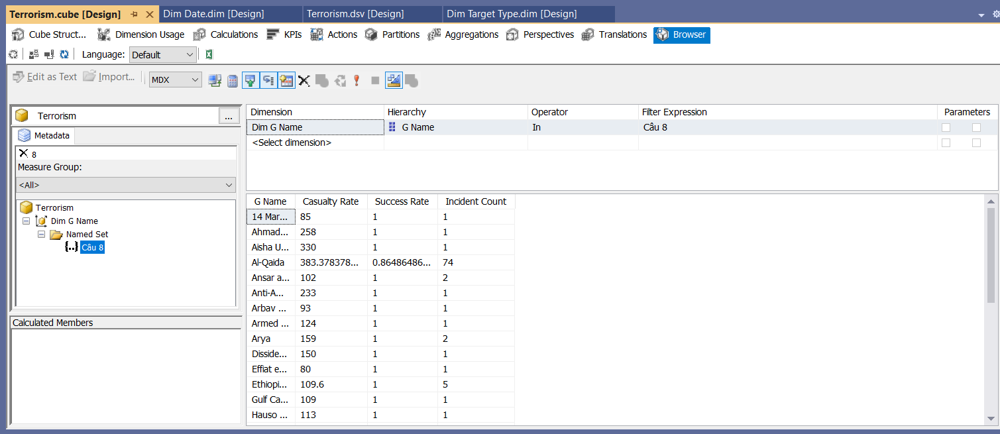 Terrorism.cube [Design] Dim Date.dim [Design] Terrorism.dsv [Design] Dim Target Type.dim [Design]
Cube Struct... Dimension Usage Calculations KPIs Actions Partitions Aggregations Perspectives Translations Browser
Language: Default
Edit as Text Import... MDX
Terrorism ...
Metadata
8
Measure Group:
<All>
Terrorism
Dim G Name
Named Set
{..} Câu 8
Calculated Members
Dimension Hierarchy Operator Filter Expression Parameters
Dim G Name G Name In Câu 8
<Select dimension>
G Name Casualty Rate Success Rate Incident Count
14 Mar... 85 1 1
Ahmad... 258 1 1
Aisha U... 330 1 1
Al-Qaida 383.378378... 0.86486486... 74
Ansar a... 102 1 2
Anti-A... 233 1 1
Arbav ... 93 1 1
Armed ... 124 1 1
Arya 159 1 2
Disside... 150 1 1
Effiat e... 80 1 1
Ethiopi... 109.6 1 5
Gulf Ca... 109 1 1
Hauso ... 113 1 1